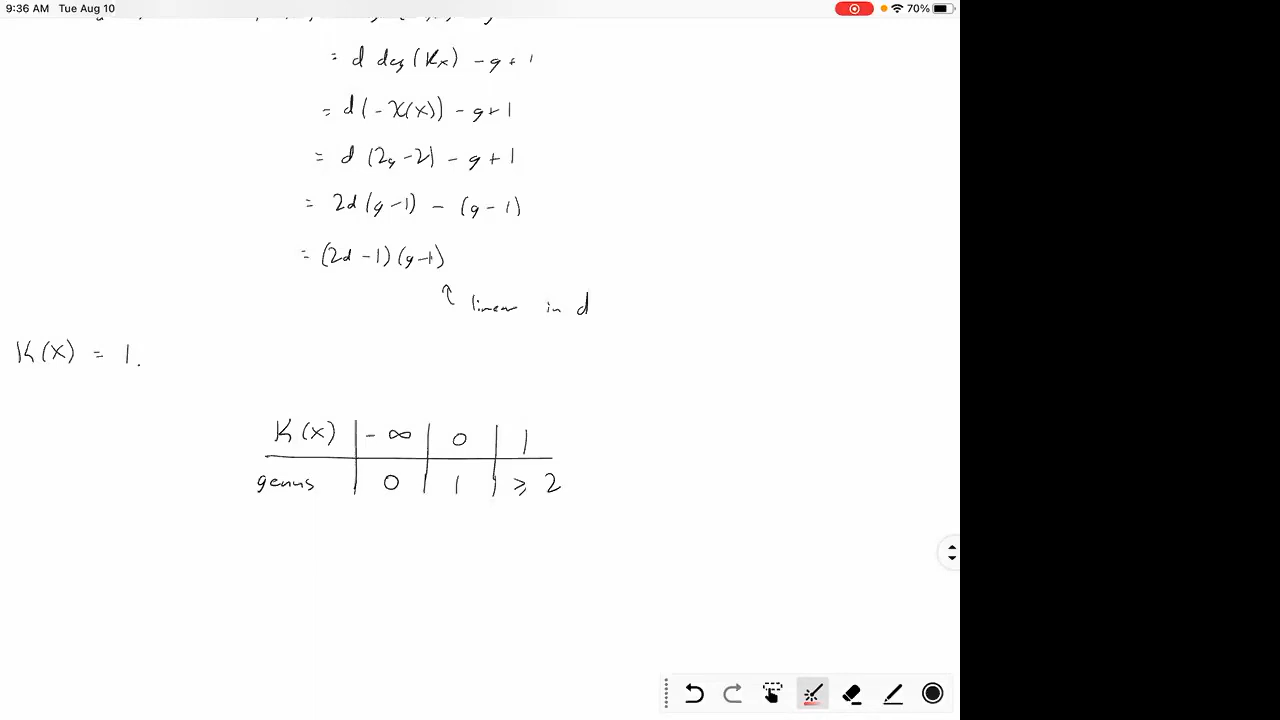 9:36 AM Tue Aug 10 70%
= d deg(K_X) - g + 1
= d(-χ(X)) - g + 1
= d(2g - 2) - g + 1
= 2d(g - 1) - (g - 1)
= (2d - 1)(g - 1)
↑ linear in d
K(X) = 1.
K(X) | -∞ | 0 | 1
genus | 0 | 1 | ≥ 2